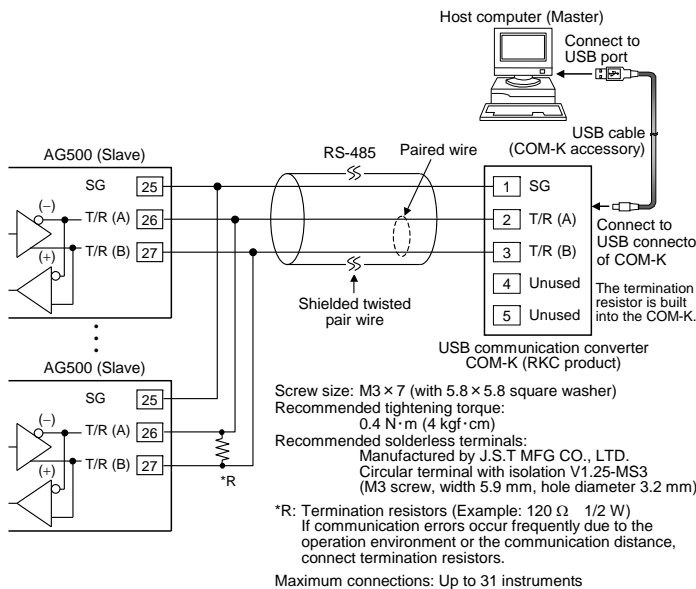 Host computer (Master)
Connect to
USB port
USB cable
(COM-K accessory)
AG500 (Slave)
RS-485
Paired wire
SG 25
T/R (A) 26
T/R (B) 27
(−)
(+)
1 SG
2 T/R (A)
3 T/R (B)
4 Unused
5 Unused
Connect to
USB connecto
of COM-K
The termination
resistor is built
into the COM-K.
Shielded twisted
pair wire
USB communication converter
COM-K (RKC product)
AG500 (Slave)
SG 25
T/R (A) 26
T/R (B) 27
(−)
(+)
*R
Screw size: M3 × 7 (with 5.8 × 5.8 square washer)
Recommended tightening torque:
0.4 N·m (4 kgf·cm)
Recommended solderless terminals:
Manufactured by J.S.T MFG CO., LTD.
Circular terminal with isolation V1.25-MS3
(M3 screw, width 5.9 mm, hole diameter 3.2 mm)
*R: Termination resistors (Example: 120 Ω 1/2 W)
If communication errors occur frequently due to the
operation environment or the communication distance,
connect termination resistors.
Maximum connections: Up to 31 instruments